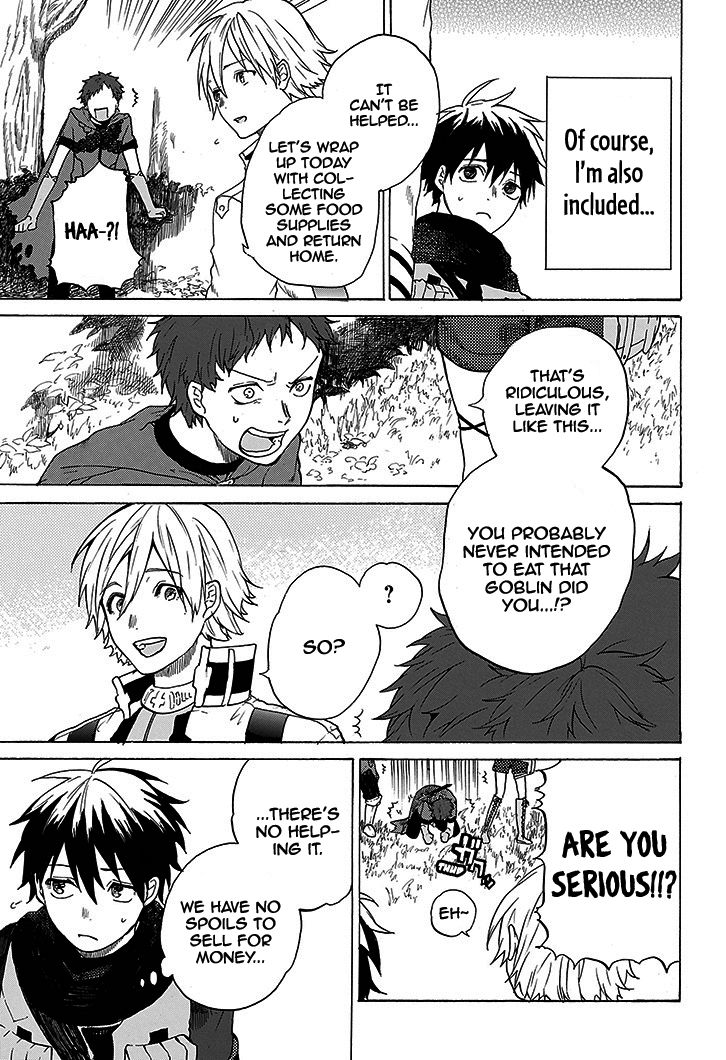 Of course,
I'm also
included...
IT
CAN'T BE
HELPED...
LET'S WRAP
UP TODAY
WITH COL-
LECTING
SOME FOOD
SUPPLIES
AND RETURN
HOME.
HAA-?!
THAT'S
RIDICULOUS,
LEAVING IT
LIKE THIS...
YOU PROBABLY
NEVER INTENDED
TO EAT THAT
GOBLIN DID
YOU...!?
?
SO?
ARE YOU
SERIOUS!!?
EH~
...THERE'S
NO HELP-
ING IT.
WE HAVE NO
SPOILS TO
SELL FOR
MONEY...